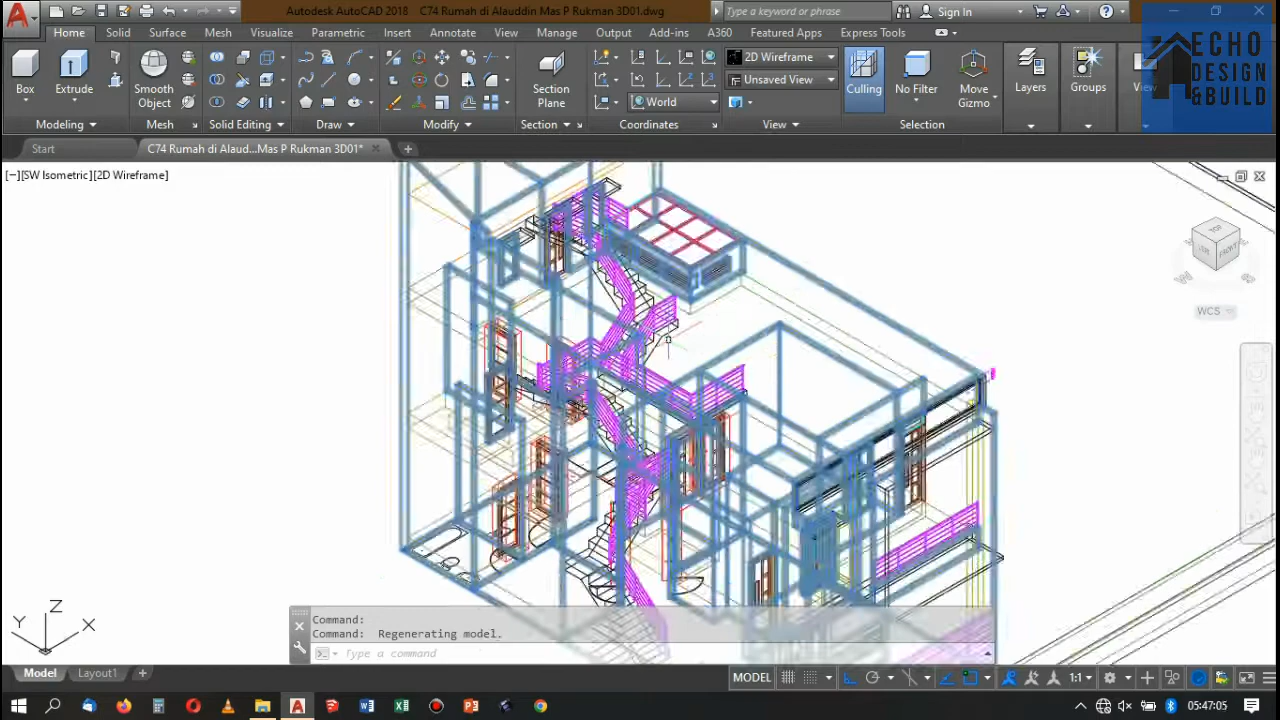 Autodesk AutoCAD 2018 C74 Rumah di Alauddin Mas P Rukman 3D01.dwg
Type a keyword or phrase
Sign In
Home Solid Surface Mesh Visualize Parametric Insert Annotate View Manage Output Add-ins A360 Featured Apps Express Tools
Box
Extrude
Smooth
Object
Section
Plane
2D Wireframe
Unsaved View
World
Culling
No Filter
Move
Gizmo
Layers
Groups
ECHO
DESIGN
&BUILD
Modeling
Mesh
Solid Editing
Draw
Modify
Section
Coordinates
View
Selection
Start
C74 Rumah di Alaud...Mas P Rukman 3D01*
[−][SW Isometric][2D Wireframe]
TOP
FRONT
WCS
Z
Y
X
Command:
Command: Regenerating model.
Type a command
Model
Layout1
MODEL
1:1
05:47:05